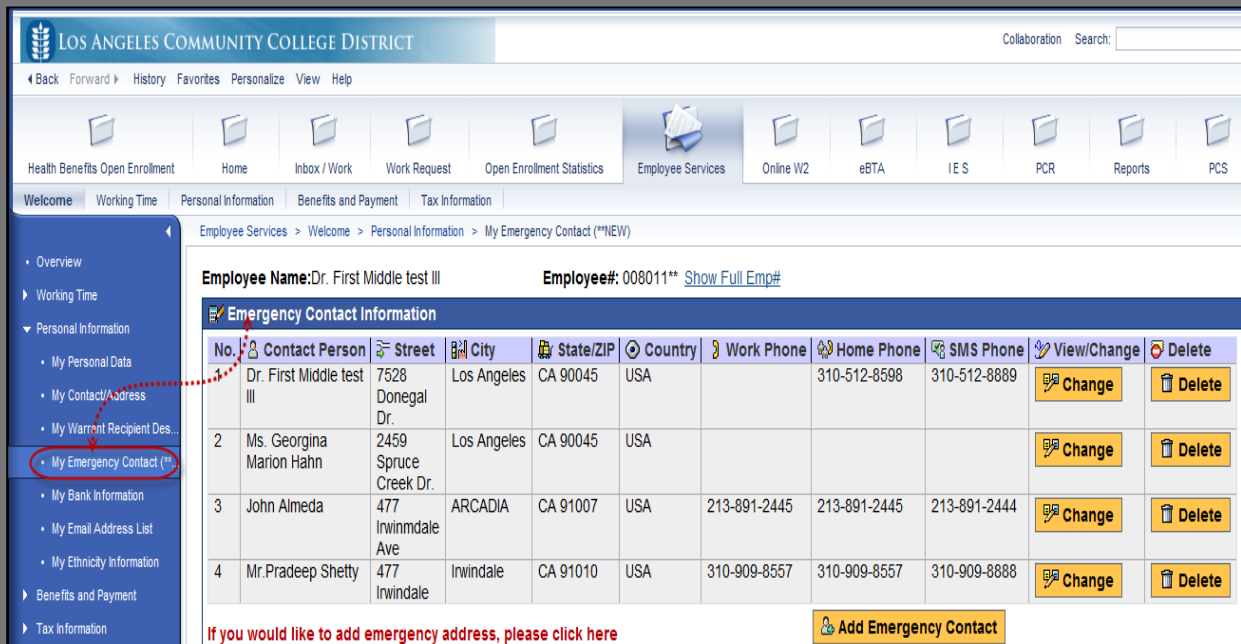 LOS ANGELES COMMUNITY COLLEGE DISTRICT
Collaboration Search:
Back Forward History Favorites Personalize View Help
Health Benefits Open Enrollment Home Inbox / Work Work Request Open Enrollment Statistics Employee Services Online W2 eBTA I E S PCR Reports PCS
Welcome Working Time Personal Information Benefits and Payment Tax Information
Employee Services > Welcome > Personal Information > My Emergency Contact (**NEW)
Overview
Working Time
Personal Information
My Personal Data
My Contact/Address
My Warrant Recipient Des...
My Emergency Contact (**...
My Bank Information
My Email Address List
My Ethnicity Information
Benefits and Payment
Tax Information
Employee Name:Dr. First Middle test III Employee#: 008011** Show Full Emp#
Emergency Contact Information
No. Contact Person Street City State/ZIP Country Work Phone Home Phone SMS Phone View/Change Delete
1 Dr. First Middle test 7528 Los Angeles CA 90045 USA 310-512-8598 310-512-8889 Change Delete
III Donegal
Dr.
2 Ms. Georgina 2459 Los Angeles CA 90045 USA Change Delete
Marion Hahn Spruce
Creek Dr.
3 John Almeda 477 ARCADIA CA 91007 USA 213-891-2445 213-891-2445 213-891-2444 Change Delete
Irwinmdale
Ave
4 Mr.Pradeep Shetty 477 Irwindale CA 91010 USA 310-909-8557 310-909-8557 310-909-8888 Change Delete
Irwindale
If you would like to add emergency address, please click here Add Emergency Contact